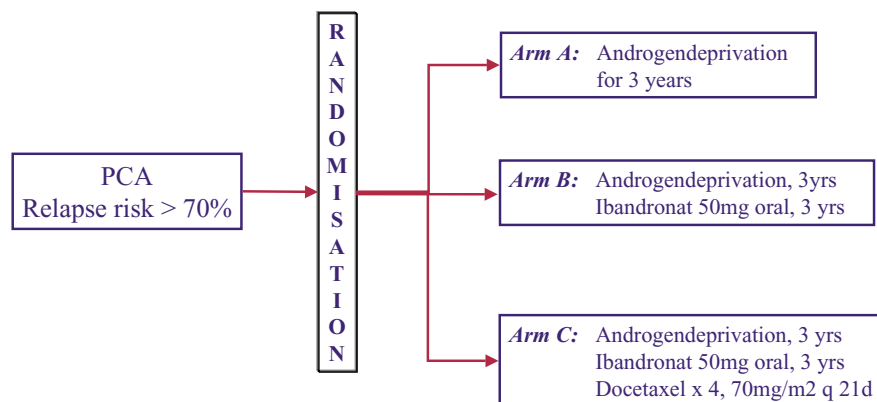 PCA
Relapse risk > 70%
RANDOMISATION
Arm A: Androgendeprivation
for 3 years
Arm B: Androgendeprivation, 3yrs
Ibandronat 50mg oral, 3 yrs
Arm C: Androgendeprivation, 3 yrs
Ibandronat 50mg oral, 3 yrs
Docetaxel x 4, 70mg/m2 q 21d